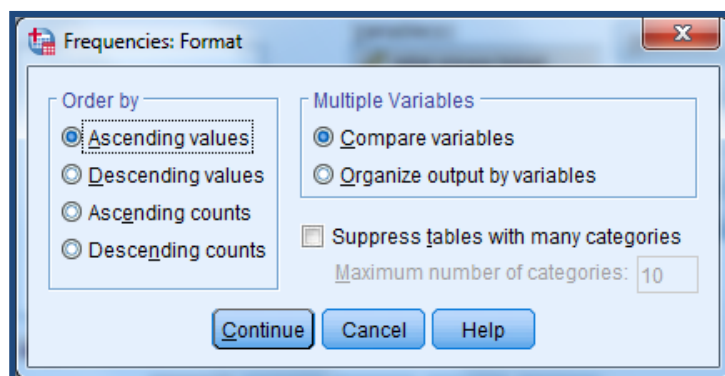 Frequencies: Format
Order by
Ascending values
Descending values
Ascending counts
Descending counts
Multiple Variables
Compare variables
Organize output by variables
Suppress tables with many categories
Maximum number of categories: 10
Continue Cancel Help